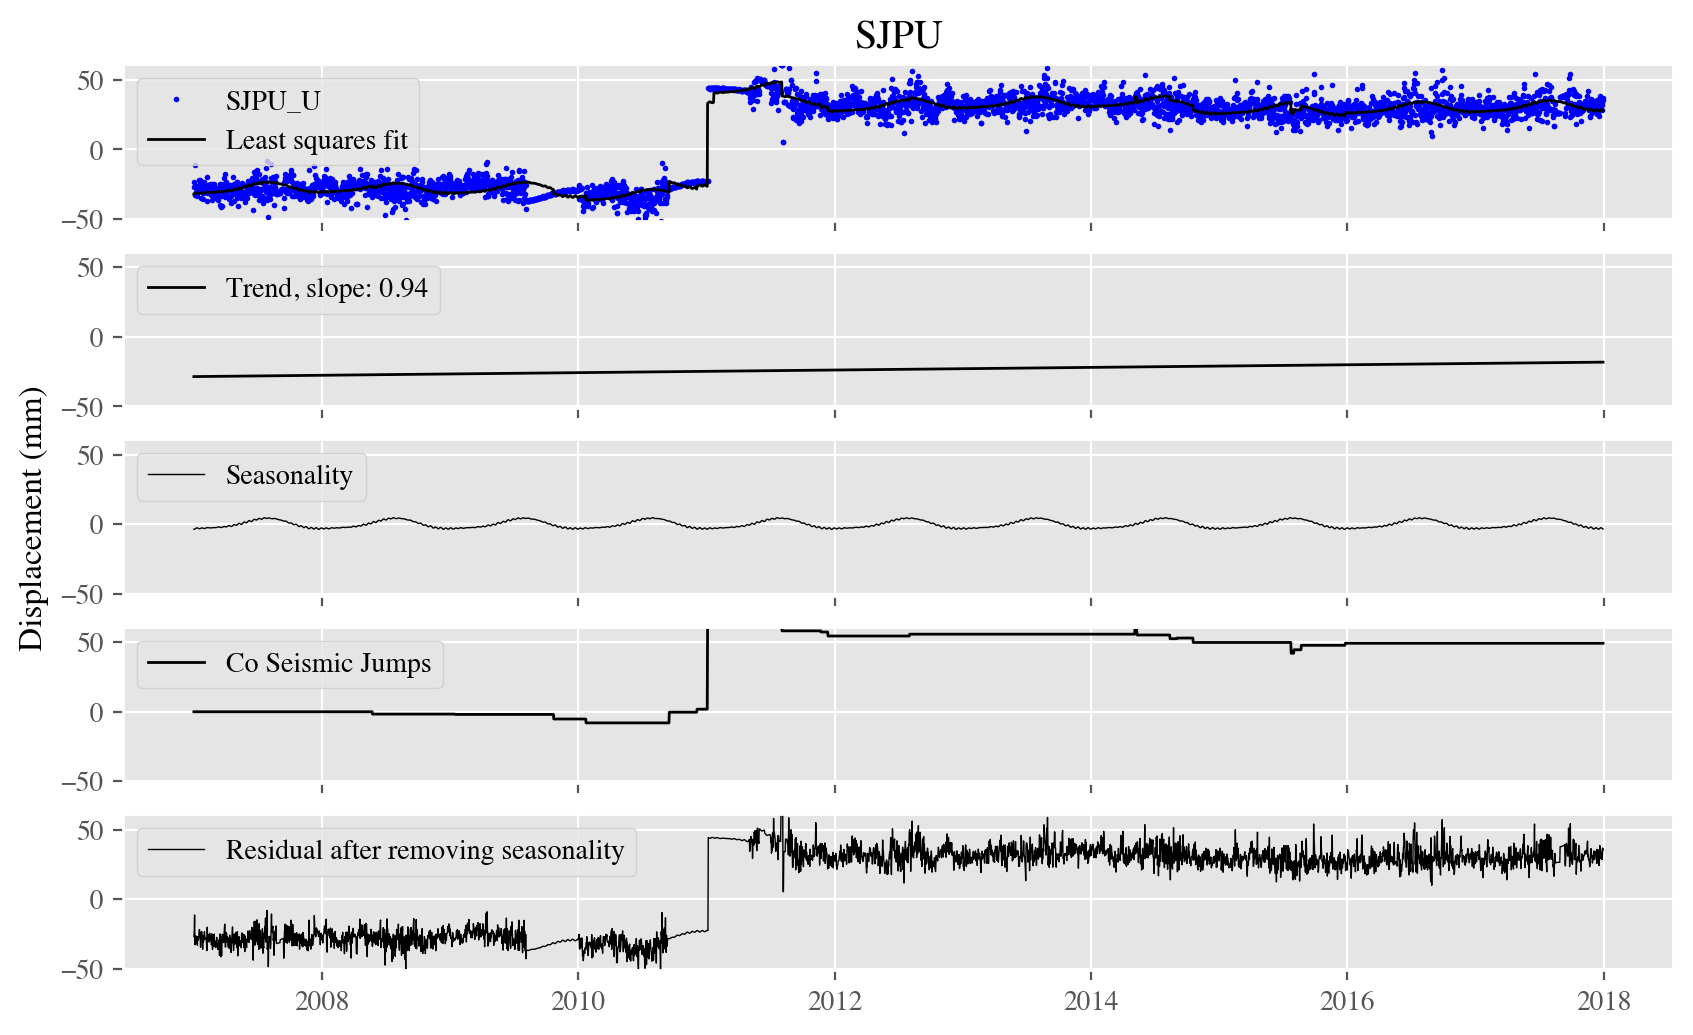 SJPU
50
0
−50
SJPU_U
Least squares fit
50
0
−50
Trend, slope: 0.94
Displacement (mm)
50
0
−50
Seasonality
50
0
−50
Co Seismic Jumps
50
0
−50
Residual after removing seasonality
2008 2010 2012 2014 2016 2018